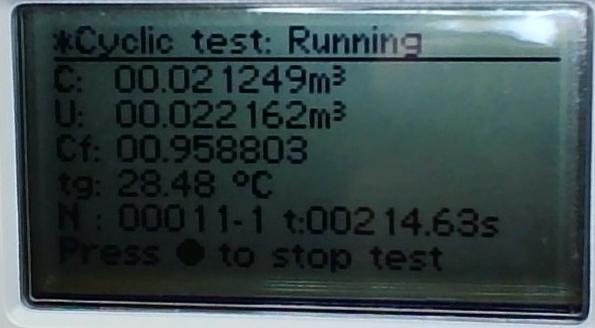 *Cyclic test: Running
C: 00.021249m³
U: 00.022162m³
Cf: 00.958803
tg: 28.48 °C
N : 00011-1 t:00214.63s
Press ● to stop test